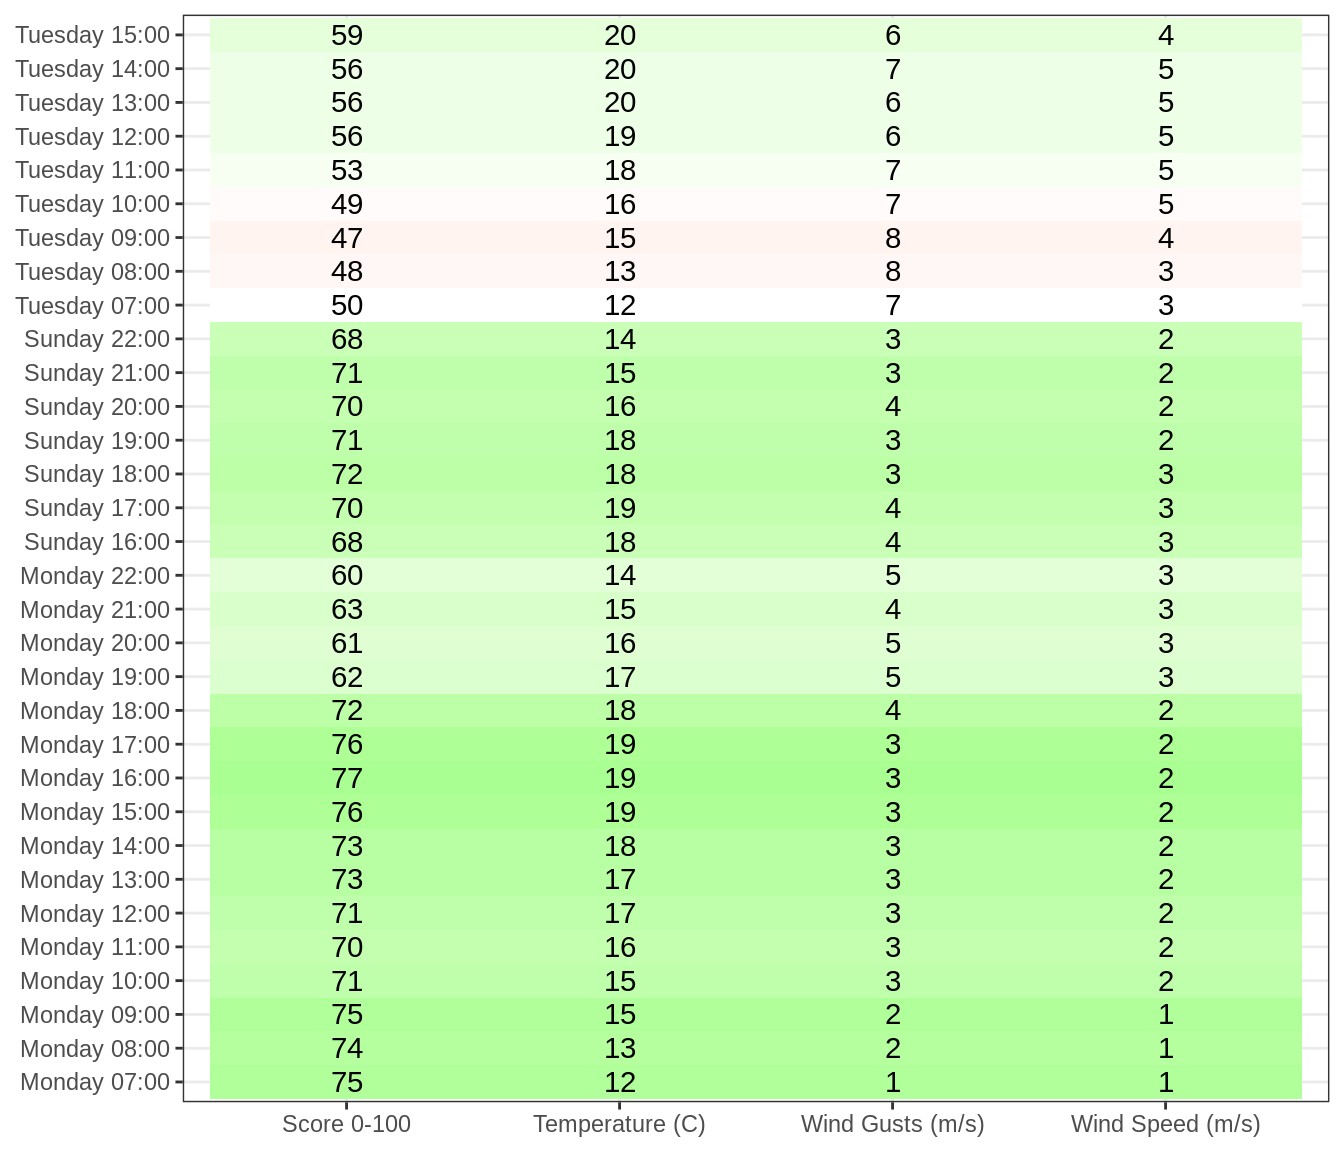 Tuesday 15:00 59 20 6 4
Tuesday 14:00 56 20 7 5
Tuesday 13:00 56 20 6 5
Tuesday 12:00 56 19 6 5
Tuesday 11:00 53 18 7 5
Tuesday 10:00 49 16 7 5
Tuesday 09:00 47 15 8 4
Tuesday 08:00 48 13 8 3
Tuesday 07:00 50 12 7 3
Sunday 22:00 68 14 3 2
Sunday 21:00 71 15 3 2
Sunday 20:00 70 16 4 2
Sunday 19:00 71 18 3 2
Sunday 18:00 72 18 3 3
Sunday 17:00 70 19 4 3
Sunday 16:00 68 18 4 3
Monday 22:00 60 14 5 3
Monday 21:00 63 15 4 3
Monday 20:00 61 16 5 3
Monday 19:00 62 17 5 3
Monday 18:00 72 18 4 2
Monday 17:00 76 19 3 2
Monday 16:00 77 19 3 2
Monday 15:00 76 19 3 2
Monday 14:00 73 18 3 2
Monday 13:00 73 17 3 2
Monday 12:00 71 17 3 2
Monday 11:00 70 16 3 2
Monday 10:00 71 15 3 2
Monday 09:00 75 15 2 1
Monday 08:00 74 13 2 1
Monday 07:00 75 12 1 1
Score 0-100 Temperature (C) Wind Gusts (m/s) Wind Speed (m/s)